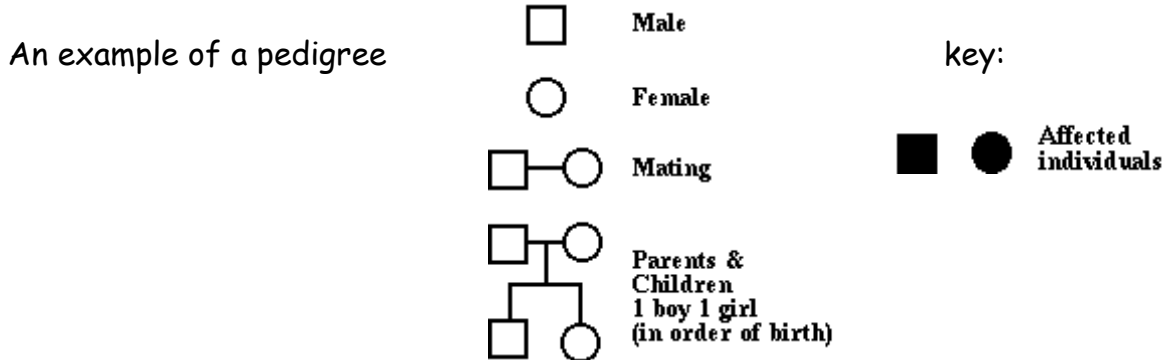 Male
An example of a pedigree key:
Female
Affected
individuals
Mating
Parents &
Children
1 boy 1 girl
(in order of birth)